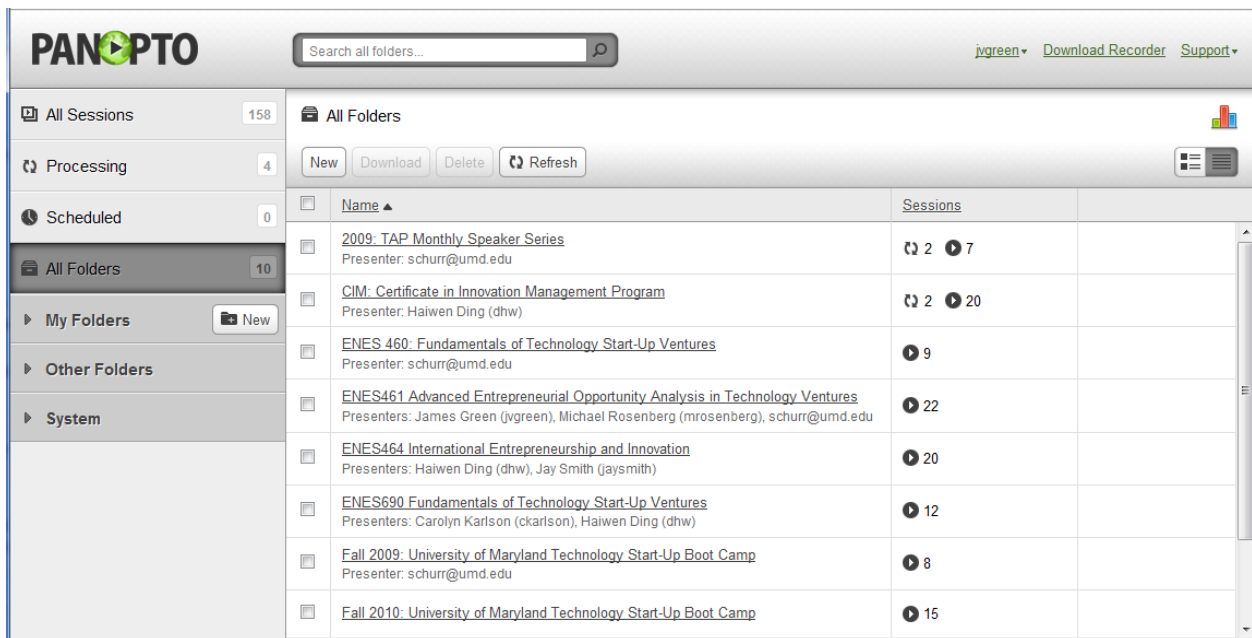 PANOPTO
Search all folders...
jvgreen Download Recorder Support
All Sessions 158
Processing 4
Scheduled 0
All Folders 10
My Folders New
Other Folders
System
All Folders
New Download Delete Refresh
Name Sessions
2009: TAP Monthly Speaker Series
Presenter: schurr@umd.edu
2 7
CIM: Certificate in Innovation Management Program
Presenter: Haiwen Ding (dhw)
2 20
ENES 460: Fundamentals of Technology Start-Up Ventures
Presenter: schurr@umd.edu
9
ENES461 Advanced Entrepreneurial Opportunity Analysis in Technology Ventures
Presenters: James Green (jvgreen), Michael Rosenberg (mrosenberg), schurr@umd.edu
22
ENES464 International Entrepreneurship and Innovation
Presenters: Haiwen Ding (dhw), Jay Smith (jaysmith)
20
ENES690 Fundamentals of Technology Start-Up Ventures
Presenters: Carolyn Karlson (ckarlson), Haiwen Ding (dhw)
12
Fall 2009: University of Maryland Technology Start-Up Boot Camp
Presenter: schurr@umd.edu
8
Fall 2010: University of Maryland Technology Start-Up Boot Camp
15